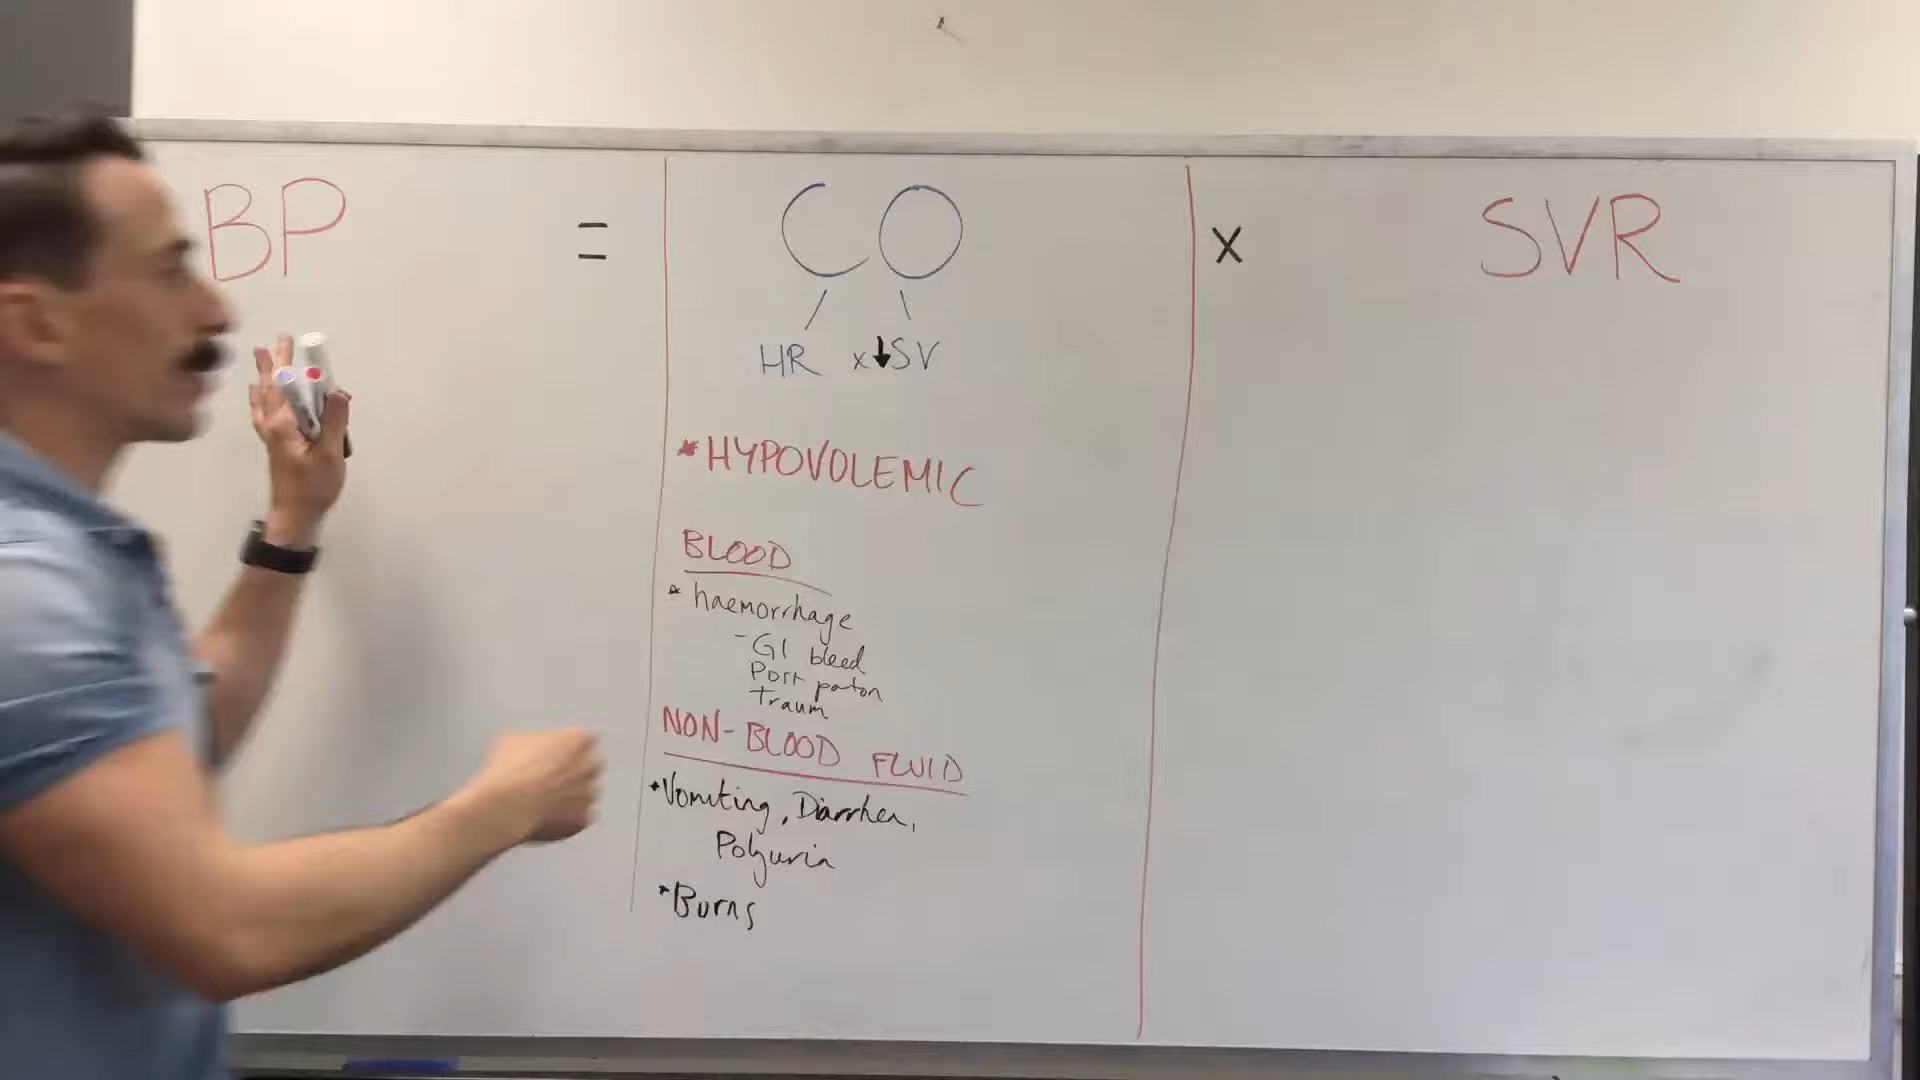 BP = CO x SVR
HR x↓SV
*HYPOVOLEMIC
BLOOD
* haemorrhage
- GI bleed
Post parton
Traum
NON-BLOOD FLUID
*Vomiting, Diarrhea,
Polyuria
*Burns